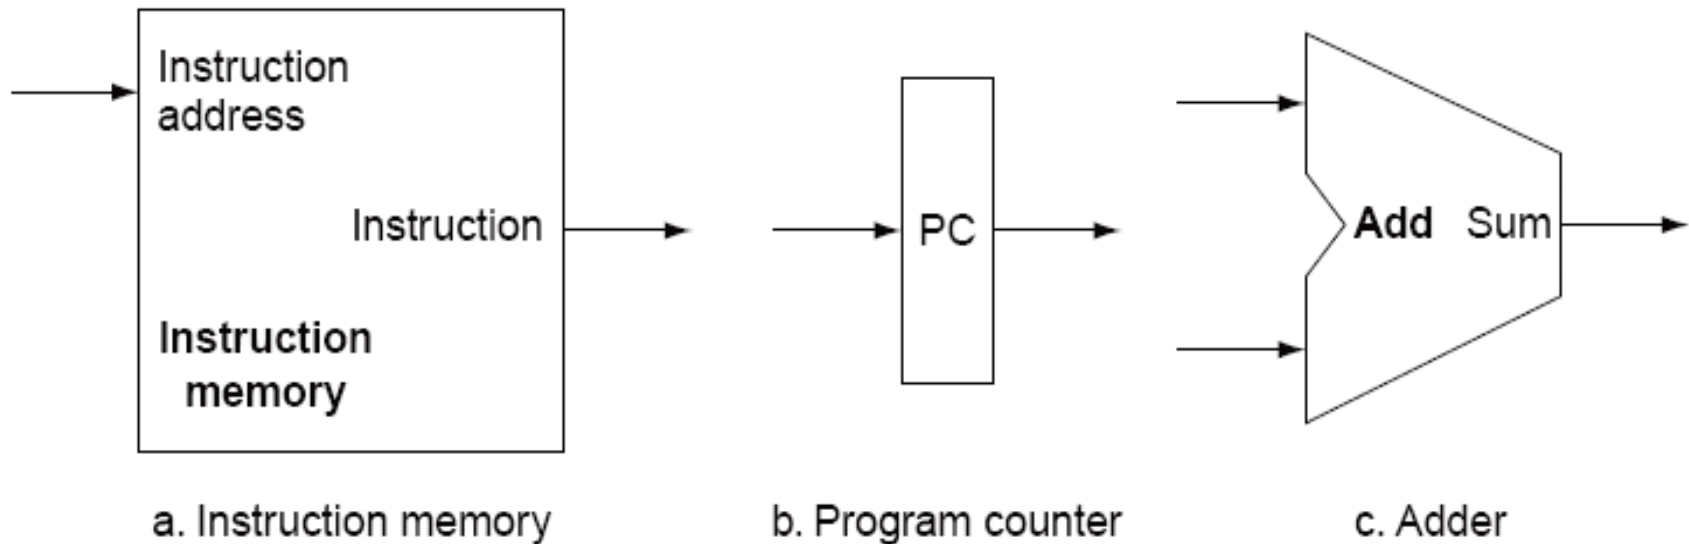 Instruction
address
Instruction
Instruction
memory
PC
Add Sum
a. Instruction memory
b. Program counter
c. Adder